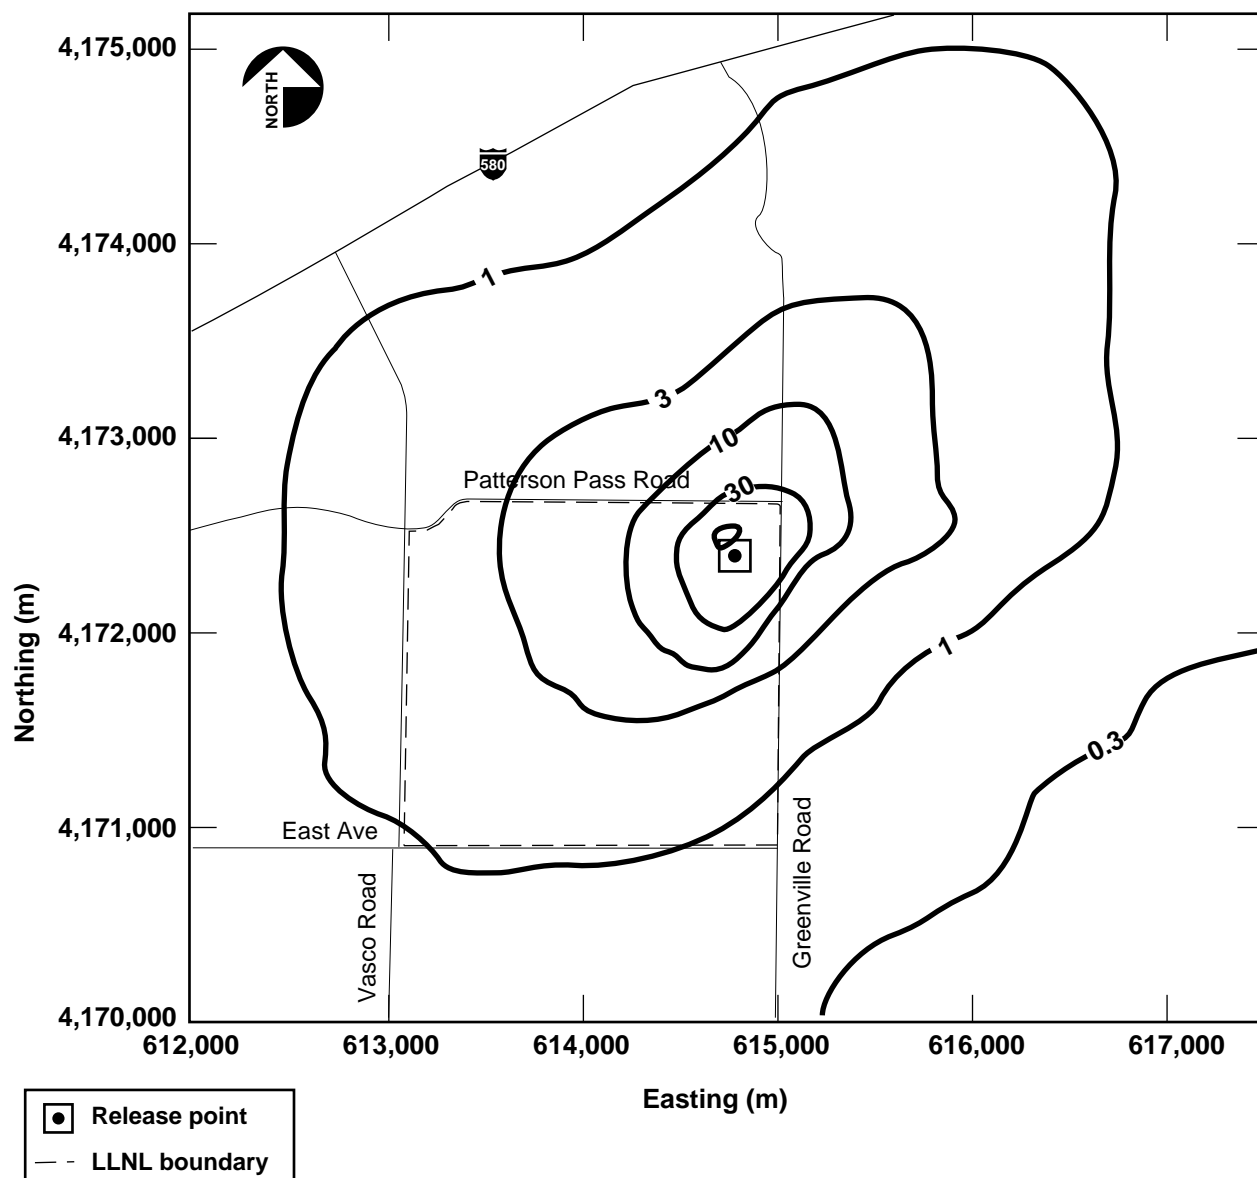 4,175,000
NORTH
580
4,174,000
1
3
4,173,000
10
Patterson Pass Road
30
4,172,000
1
Northing (m)
0.3
4,171,000
East Ave
Greenville Road
Vasco Road
4,170,000
612,000 613,000 614,000 615,000 616,000 617,000
Easting (m)
Release point
LLNL boundary